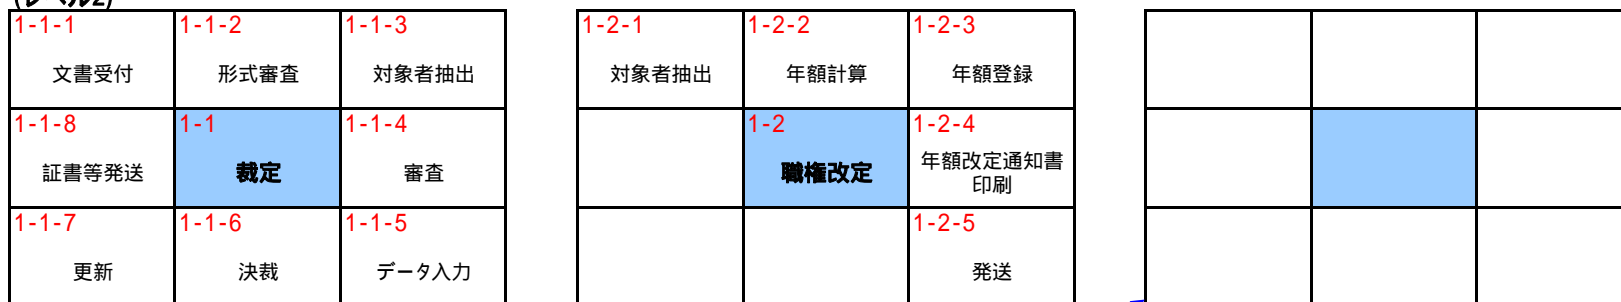 (レベル2)
1-1-1
1-1-2
1-1-3
文書受付
形式審査
対象者抽出
1-1-8
1-1
1-1-4
証書等発送
裁定
審査
1-1-7
1-1-6
1-1-5
更新
決裁
データ入力
1-2-1
1-2-2
1-2-3
対象者抽出
年額計算
年額登録
1-2
1-2-4
職権改定
年額改定通知書
印刷
1-2-5
発送